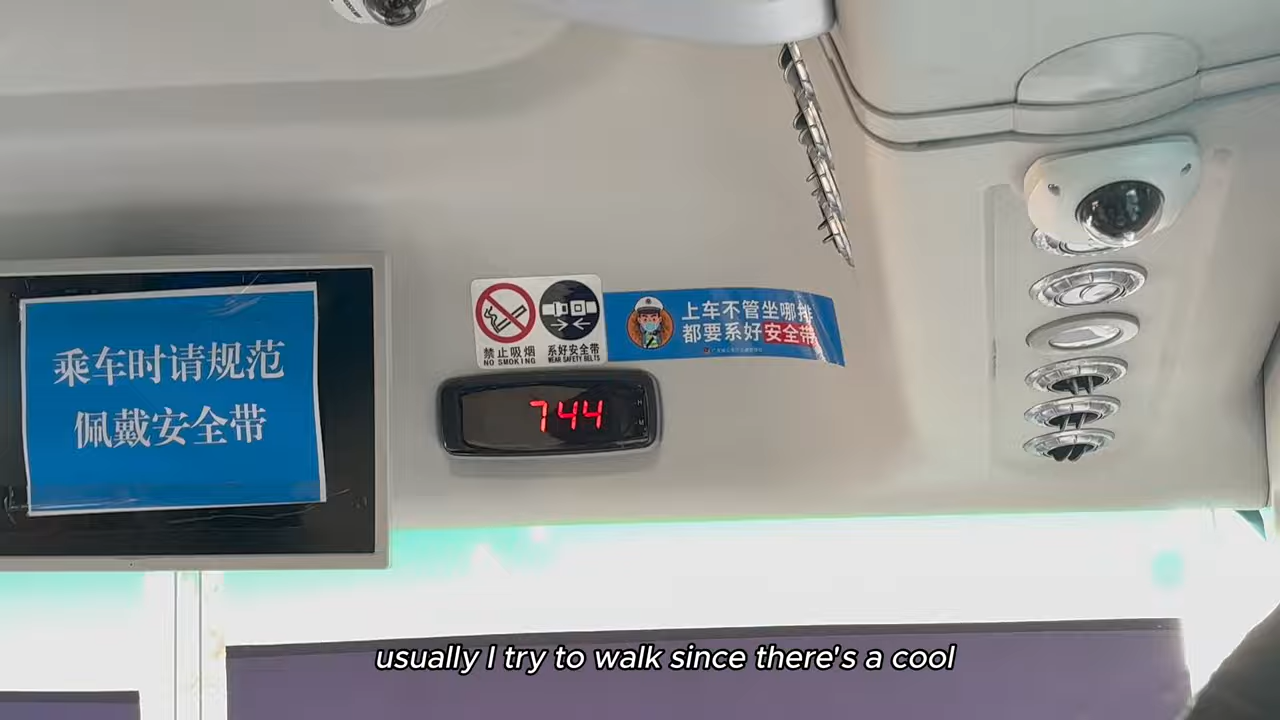 乘车时请规范
佩戴安全带
禁止吸烟
NO SMOKING
系好安全带
WEAR SAFETY BELTS
上车不管坐哪排
都要系好安全带
H
M
744
usually I try to walk since there's a cool